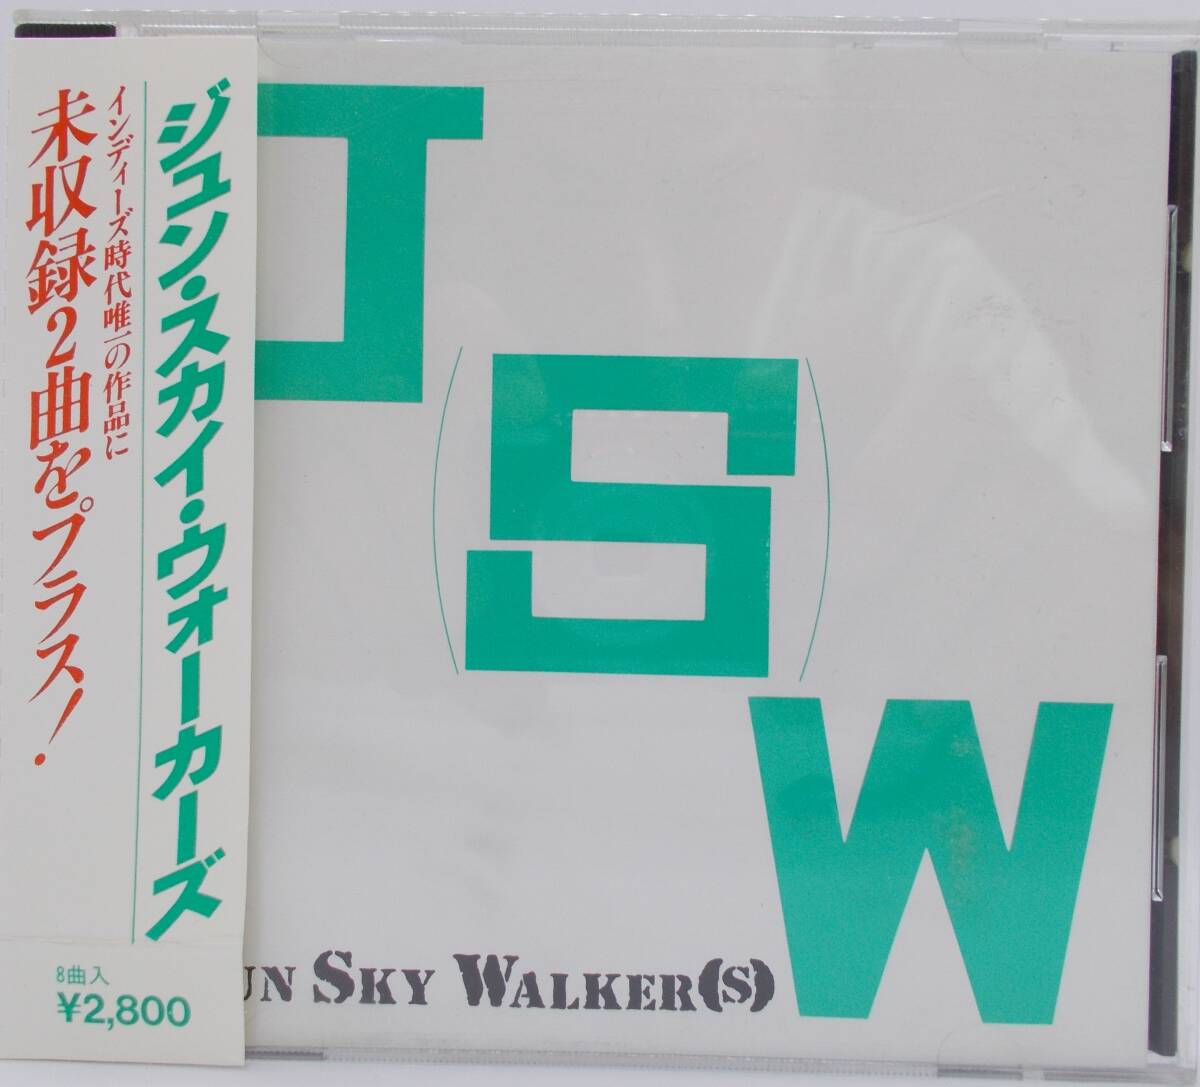 ジュン・スカイ・ウォーカーズ
インディーズ時代唯一の作品に
未収録2曲をプラス!
8曲入
¥2,800
J
(S)
W
UN SKY WALKER(S)